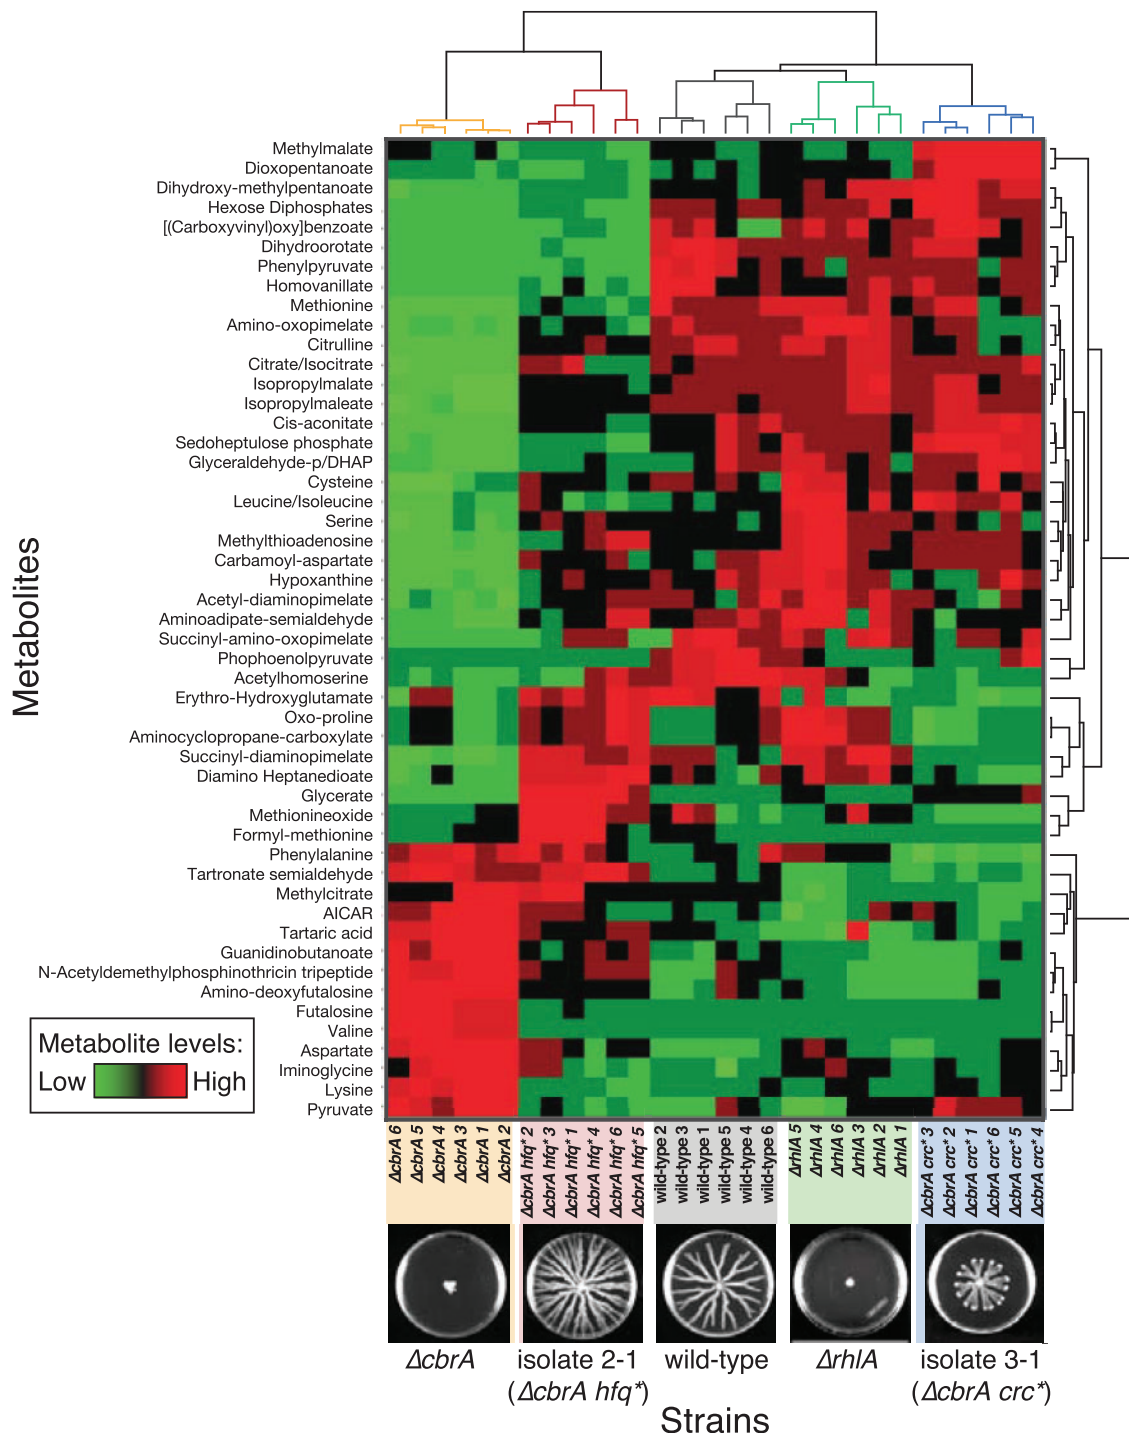 Methylmalate
Dioxopentanoate
Dihydroxy-methylpentanoate
Hexose Diphosphates
[(Carboxyvinyl)oxy]benzoate
Dihydroorotate
Phenylpyruvate
Homovanillate
Methionine
Amino-oxopimelate
Citrulline
Citrate/Isocitrate
Isopropylmalate
Isopropylmaleate
Cis-aconitate
Sedoheptulose phosphate
Glyceraldehyde-p/DHAP
Cysteine
Leucine/Isoleucine
Serine
Methylthioadenosine
Carbamoyl-aspartate
Hypoxanthine
Acetyl-diaminopimelate
Aminoadipate-semialdehyde
Succinyl-amino-oxopimelate
Phophoenolpyruvate
Acetylhomoserine
Erythro-Hydroxyglutamate
Oxo-proline
Aminocyclopropane-carboxylate
Succinyl-diaminopimelate
Diamino Heptanedioate
Glycerate
Methionineoxide
Formyl-methionine
Phenylalanine
Tartronate semialdehyde
Methylcitrate
AICAR
Tartaric acid
Guanidinobutanoate
N-Acetyldemethylphosphinothricin tripeptide
Amino-deoxyfutalosine
Futalosine
Valine
Aspartate
Iminoglycine
Lysine
Pyruvate
Metabolites
Metabolite levels:
Low High
ΔcbrA 6
ΔcbrA 5
ΔcbrA 4
ΔcbrA 3
ΔcbrA 1
ΔcbrA 2
ΔcbrA hfq* 2
ΔcbrA hfq* 3
ΔcbrA hfq* 1
ΔcbrA hfq* 4
ΔcbrA hfq* 6
ΔcbrA hfq* 5
wild-type 2
wild-type 3
wild-type 1
wild-type 5
wild-type 4
wild-type 6
ΔrhlA 5
ΔrhlA 4
ΔrhlA 6
ΔrhlA 3
ΔrhlA 2
ΔrhlA 1
ΔcbrA crc* 3
ΔcbrA crc* 2
ΔcbrA crc* 1
ΔcbrA crc* 6
ΔcbrA crc* 5
ΔcbrA crc* 4
ΔcbrA
isolate 2-1
(ΔcbrA hfq*)
wild-type
ΔrhlA
isolate 3-1
(ΔcbrA crc*)
Strains